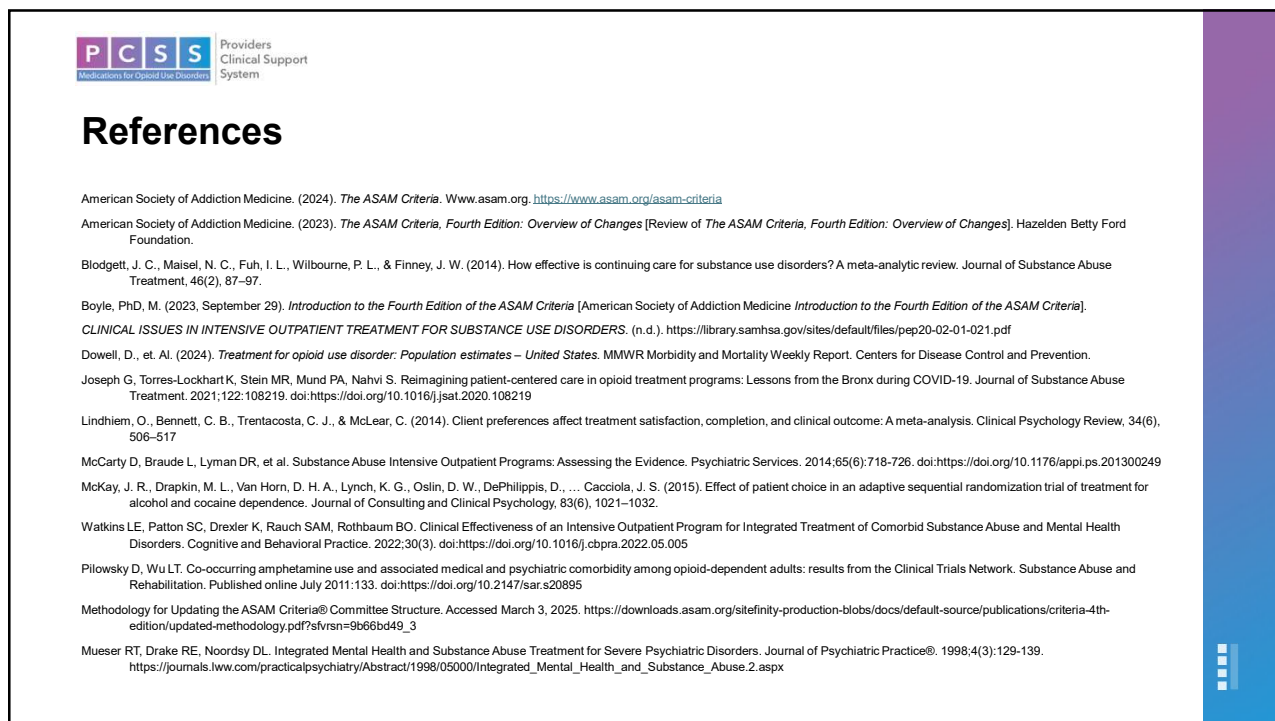 P C S S
Medications for Opioid Use Disorders
Providers
Clinical Support
System
References
American Society of Addiction Medicine. (2024). The ASAM Criteria. Www.asam.org. https://www.asam.org/asam-criteria
American Society of Addiction Medicine. (2023). The ASAM Criteria, Fourth Edition: Overview of Changes [Review of The ASAM Criteria, Fourth Edition: Overview of Changes]. Hazelden Betty Ford
Foundation.
Blodgett, J. C., Maisel, N. C., Fuh, I. L., Wilbourne, P. L., & Finney, J. W. (2014). How effective is continuing care for substance use disorders? A meta-analytic review. Journal of Substance Abuse
Treatment, 46(2), 87–97.
Boyle, PhD, M. (2023, September 29). Introduction to the Fourth Edition of the ASAM Criteria [American Society of Addiction Medicine Introduction to the Fourth Edition of the ASAM Criteria].
CLINICAL ISSUES IN INTENSIVE OUTPATIENT TREATMENT FOR SUBSTANCE USE DISORDERS. (n.d.). https://library.samhsa.gov/sites/default/files/pep20-02-01-021.pdf
Dowell, D., et. Al. (2024). Treatment for opioid use disorder: Population estimates – United States. MMWR Morbidity and Mortality Weekly Report. Centers for Disease Control and Prevention.
Joseph G, Torres-Lockhart K, Stein MR, Mund PA, Nahvi S. Reimagining patient-centered care in opioid treatment programs: Lessons from the Bronx during COVID-19. Journal of Substance Abuse
Treatment. 2021;122:108219. doi:https://doi.org/10.1016/j.jsat.2020.108219
Lindhiem, O., Bennett, C. B., Trentacosta, C. J., & McLear, C. (2014). Client preferences affect treatment satisfaction, completion, and clinical outcome: A meta-analysis. Clinical Psychology Review, 34(6),
506–517
McCarty D, Braude L, Lyman DR, et al. Substance Abuse Intensive Outpatient Programs: Assessing the Evidence. Psychiatric Services. 2014;65(6):718-726. doi:https://doi.org/10.1176/appi.ps.201300249
McKay, J. R., Drapkin, M. L., Van Horn, D. H. A., Lynch, K. G., Oslin, D. W., DePhilippis, D., … Cacciola, J. S. (2015). Effect of patient choice in an adaptive sequential randomization trial of treatment for
alcohol and cocaine dependence. Journal of Consulting and Clinical Psychology, 83(6), 1021–1032.
Watkins LE, Patton SC, Drexler K, Rauch SAM, Rothbaum BO. Clinical Effectiveness of an Intensive Outpatient Program for Integrated Treatment of Comorbid Substance Abuse and Mental Health
Disorders. Cognitive and Behavioral Practice. 2022;30(3). doi:https://doi.org/10.1016/j.cbpra.2022.05.005
Pilowsky D, Wu LT. Co-occurring amphetamine use and associated medical and psychiatric comorbidity among opioid-dependent adults: results from the Clinical Trials Network. Substance Abuse and
Rehabilitation. Published online July 2011:133. doi:https://doi.org/10.2147/sar.s20895
Methodology for Updating the ASAM Criteria® Committee Structure. Accessed March 3, 2025. https://downloads.asam.org/sitefinity-production-blobs/docs/default-source/publications/criteria-4th-
edition/updated-methodology.pdf?sfvrsn=9b66bd49_3
Mueser RT, Drake RE, Noordsy DL. Integrated Mental Health and Substance Abuse Treatment for Severe Psychiatric Disorders. Journal of Psychiatric Practice®. 1998;4(3):129-139.
https://journals.lww.com/practicalpsychiatry/Abstract/1998/05000/Integrated_Mental_Health_and_Substance_Abuse.2.aspx